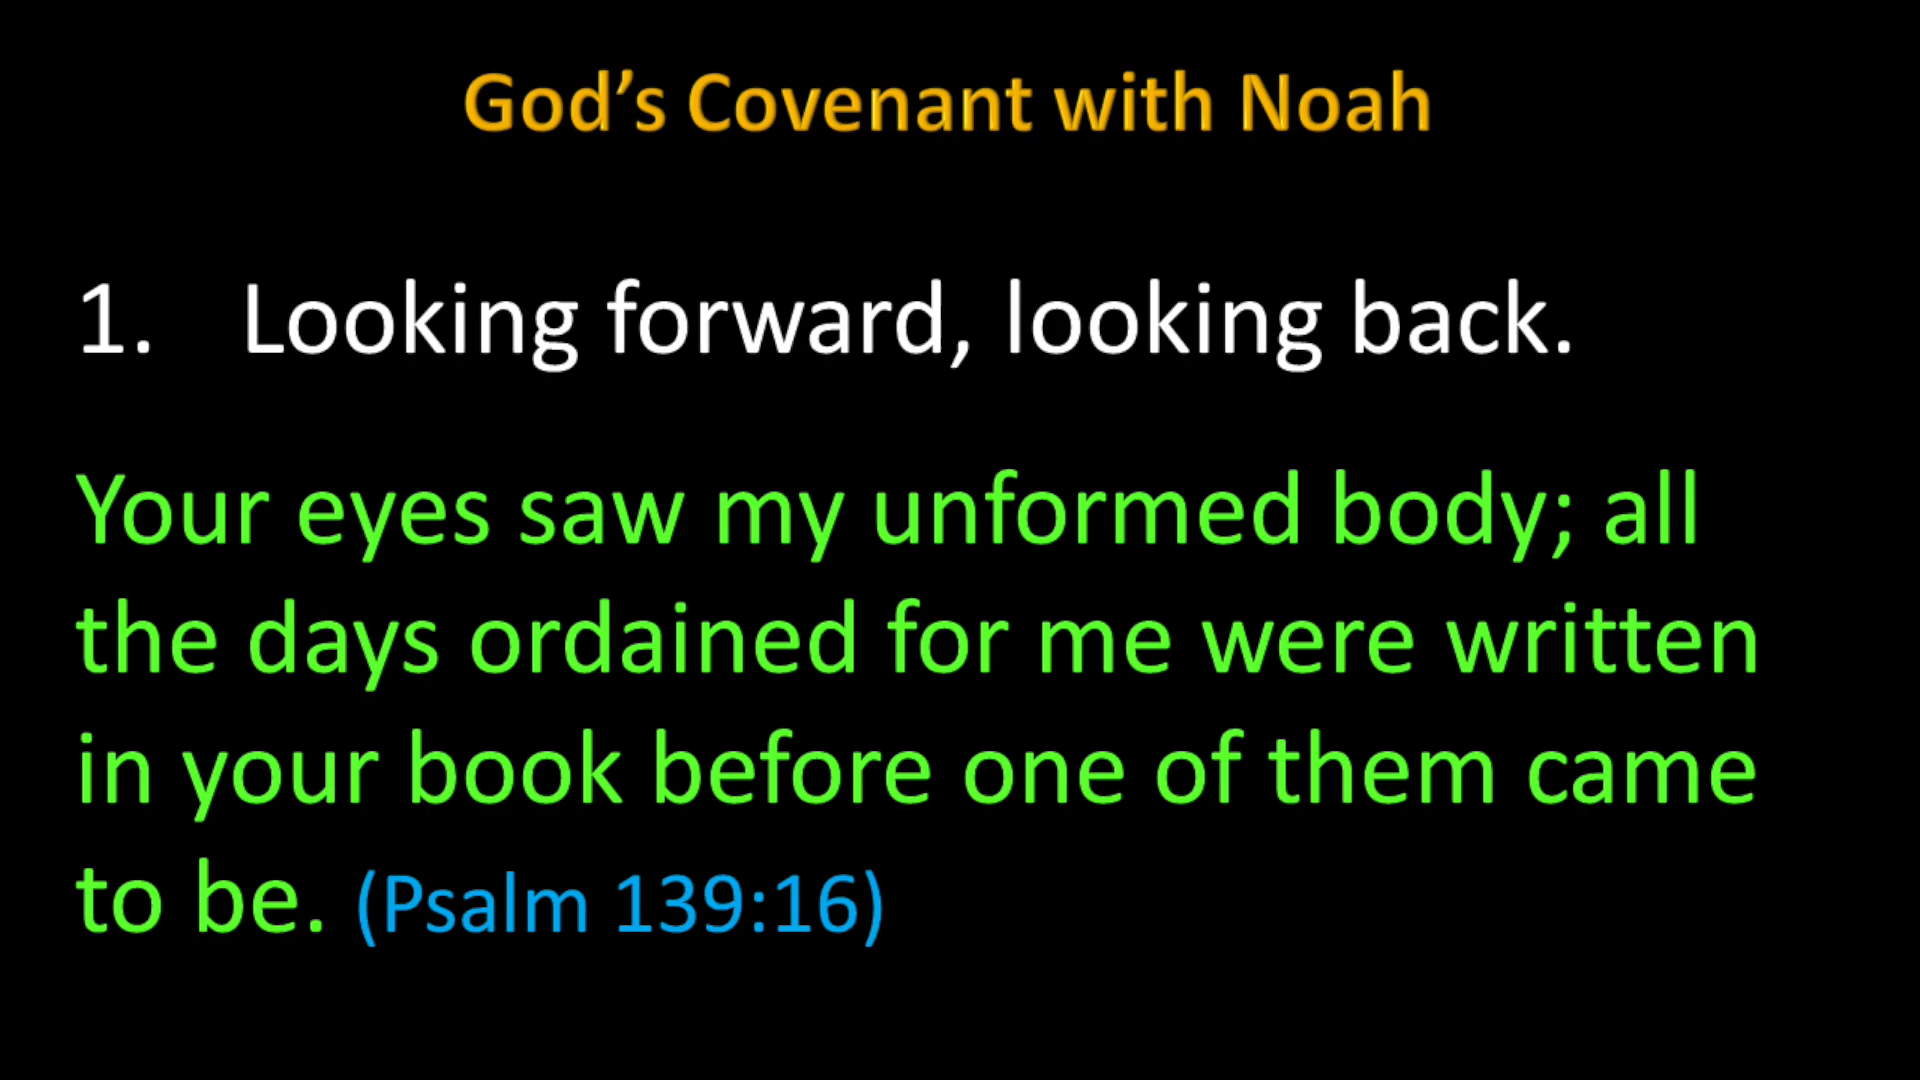 God’s Covenant with Noah
1. Looking forward, looking back.
Your eyes saw my unformed body; all
the days ordained for me were written
in your book before one of them came
to be. (Psalm 139:16)